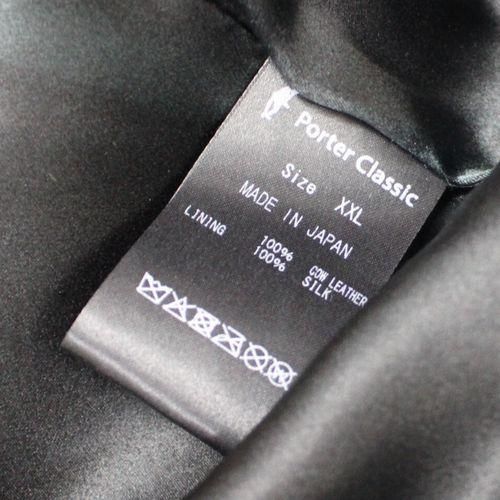 Porter Classic
Size XXL
MADE IN JAPAN
100% COW LEATHER
LINING 100% SILK